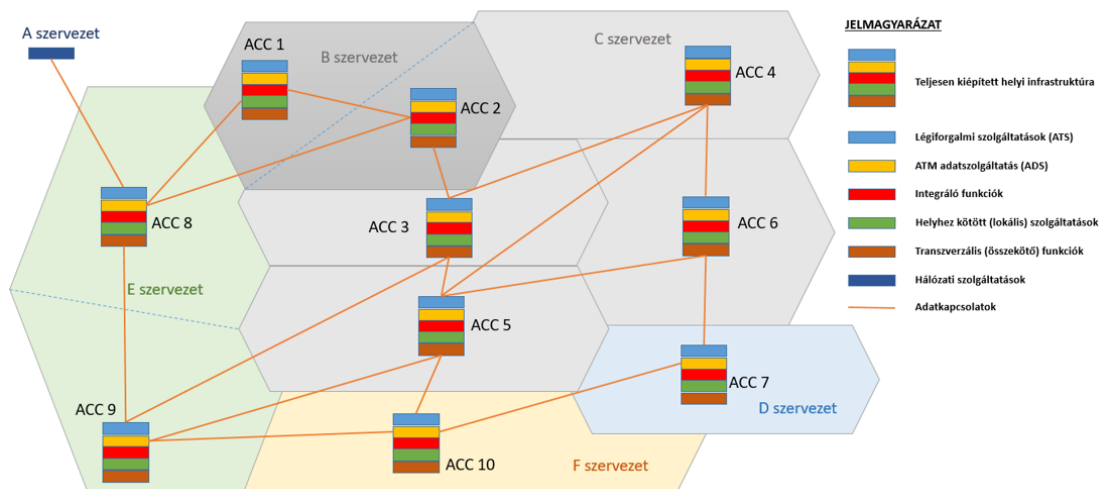 A szervezet
ACC 1
B szervezet
ACC 2
C szervezet
ACC 4
ACC 8
ACC 3
ACC 6
E szervezet
ACC 5
ACC 7
D szervezet
ACC 9
ACC 10
F szervezet
JELMAGYARÁZAT
Teljesen kiépített helyi infrastruktúra
Légiforgalmi szolgáltatások (ATS)
ATM adatszolgáltatás (ADS)
Integráló funkciók
Helyhez kötött (lokális) szolgáltatások
Transzverzális (összekötő) funkciók
Hálózati szolgáltatások
Adatkapcsolatok